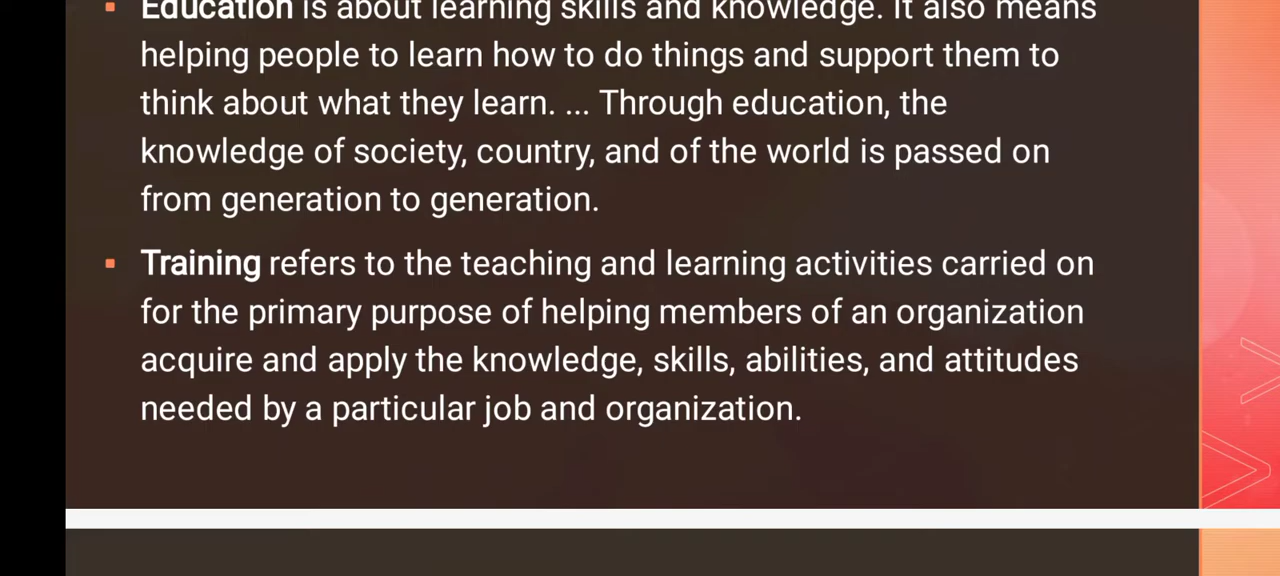 Education is about learning skills and knowledge. It also means
helping people to learn how to do things and support them to
think about what they learn. ... Through education, the
knowledge of society, country, and of the world is passed on
from generation to generation.
Training refers to the teaching and learning activities carried on
for the primary purpose of helping members of an organization
acquire and apply the knowledge, skills, abilities, and attitudes
needed by a particular job and organization.